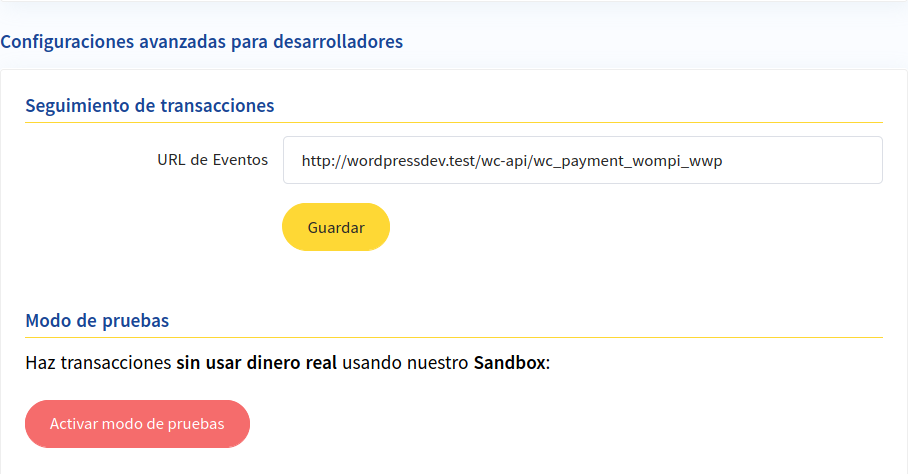 Configuraciones avanzadas para desarrolladores
Seguimiento de transacciones
URL de Eventos http://wordpressdev.test/wc-api/wc_payment_wompi_wwp
Guardar
Modo de pruebas
Haz transacciones sin usar dinero real usando nuestro Sandbox:
Activar modo de pruebas